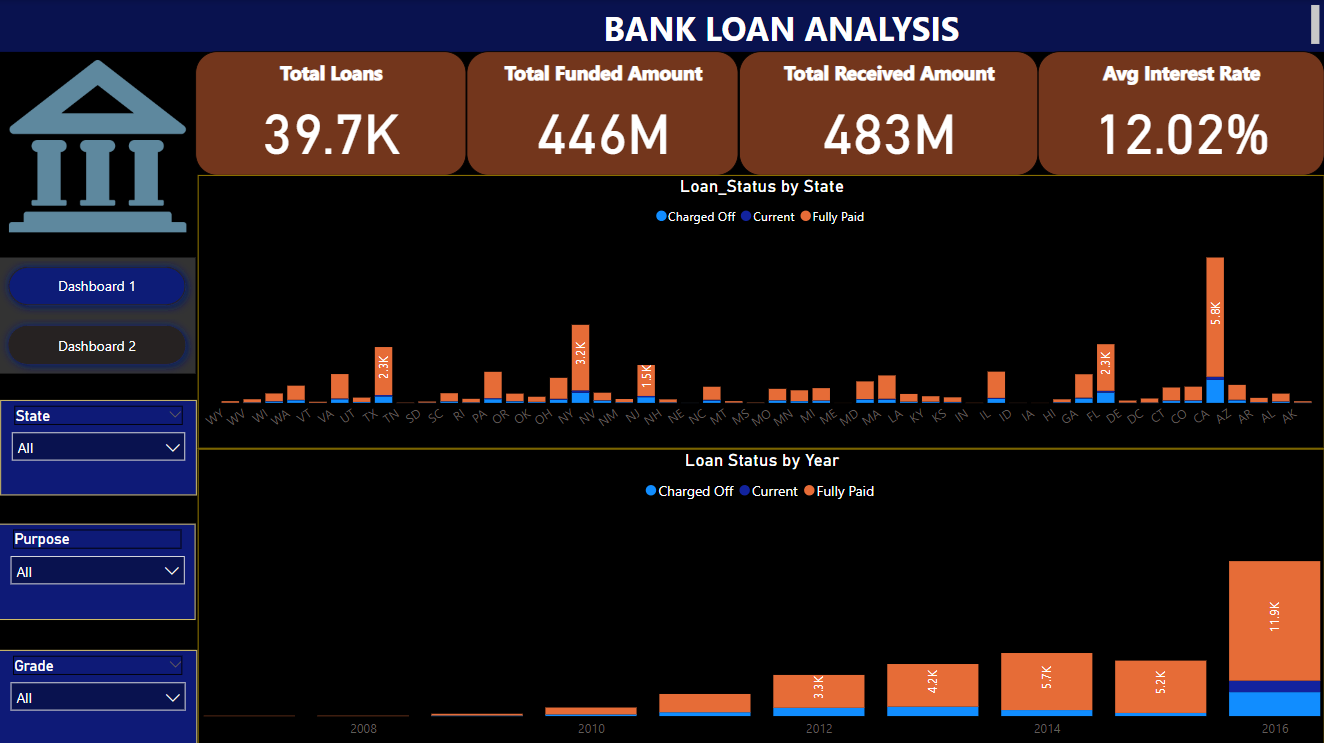 BANK LOAN ANALYSIS
Total Loans
39.7K
Total Funded Amount
446M
Total Received Amount
483M
Avg Interest Rate
12.02%
Dashboard 1
Dashboard 2
State
All
Purpose
All
Grade
All
Loan_Status by State
Charged Off Current Fully Paid
2.3K 3.2K 1.5K 2.3K 5.8K
WY WV WI WA VT VA UT TX TN SD SC RI PA OR OK OH NY NV NM NJ NH NE NC MT MS MO MN MI ME MD MA LA KY KS IN IL ID IA HI GA FL DE DC CT CO CA AZ AR AL AK
Loan Status by Year
Charged Off Current Fully Paid
3.3K 4.2K 5.7K 5.2K 11.9K
2008 2010 2012 2014 2016